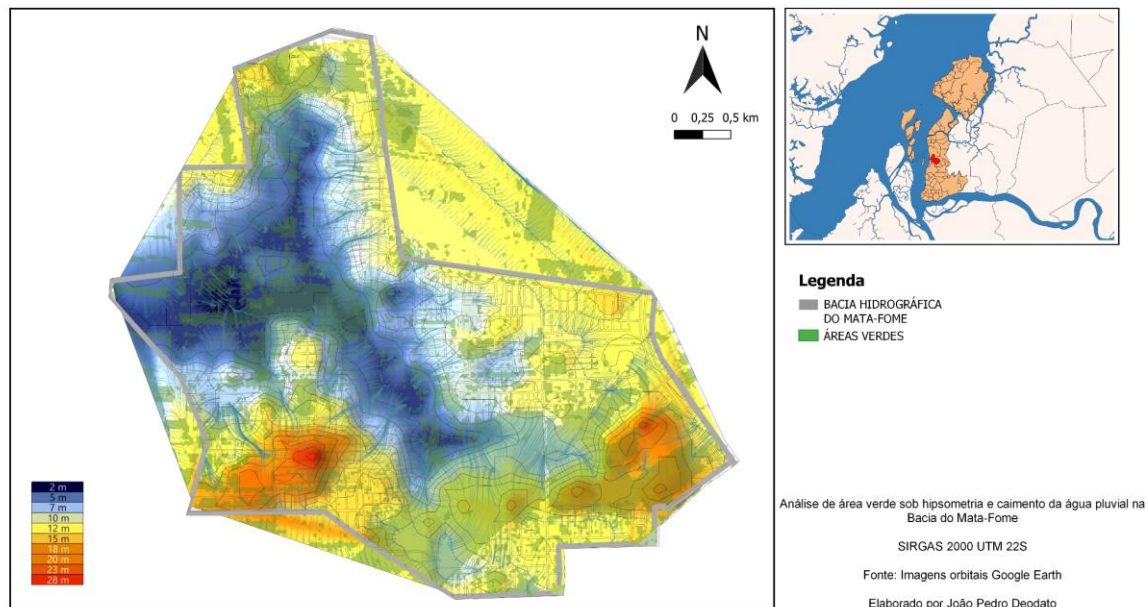 N
0 0,25 0,5 km
2 m
5 m
7 m
10 m
12 m
15 m
18 m
20 m
23 m
28 m
Legenda
BACIA HIDROGRÁFICA
DO MATA-FOME
ÁREAS VERDES
Análise de área verde sob hipsometria e caimento da água pluvial na
Bacia do Mata-Fome
SIRGAS 2000 UTM 22S
Fonte: Imagens orbitais Google Earth
Elaborado por João Pedro Deodato